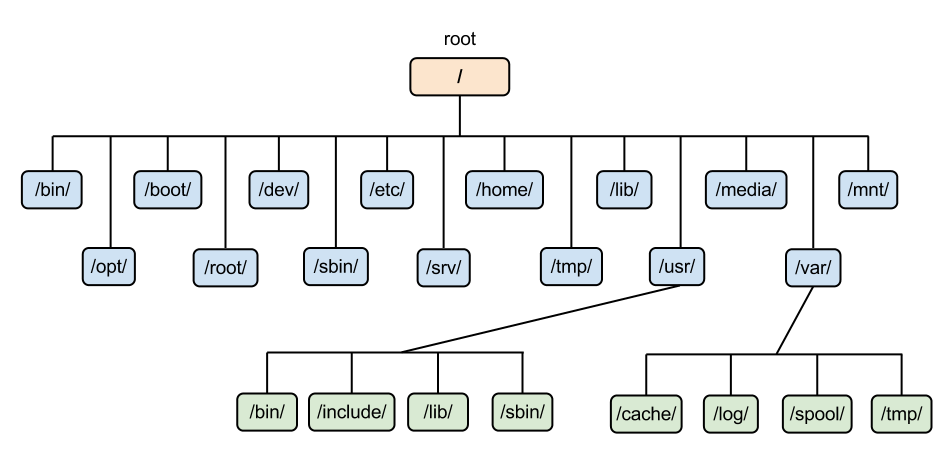 root
/
/bin/
/boot/
/dev/
/etc/
/home/
/lib/
/media/
/mnt/
/opt/
/root/
/sbin/
/srv/
/tmp/
/usr/
/var/
/bin/
/include/
/lib/
/sbin/
/cache/
/log/
/spool/
/tmp/